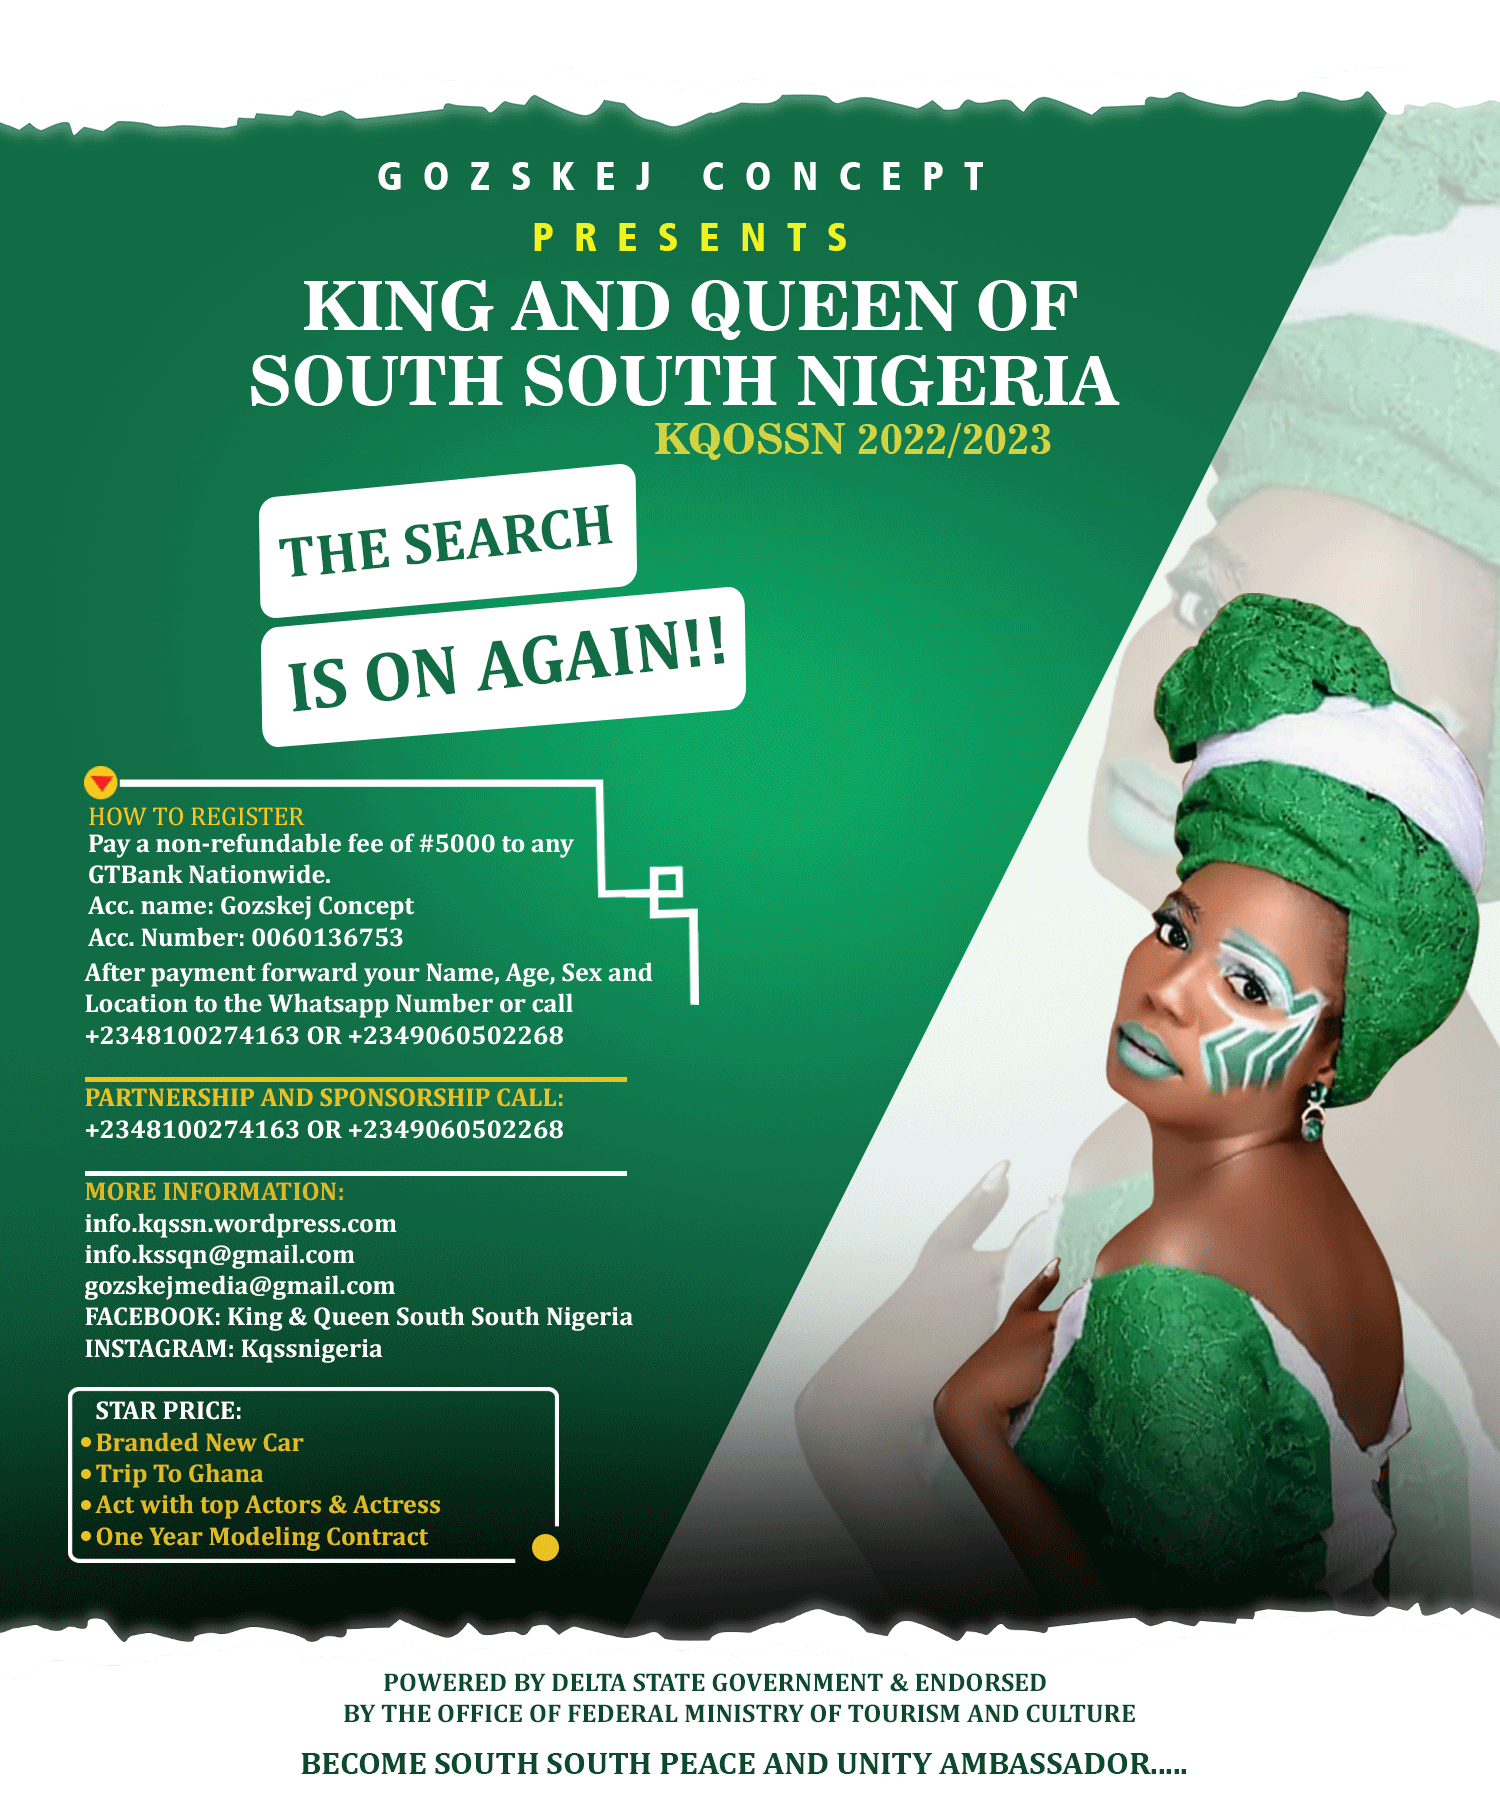 GOZSKEJ CONCEPT
PRESENTS
KING AND QUEEN OF
SOUTH SOUTH NIGERIA
KQOSSN 2022/2023
THE SEARCH
IS ON AGAIN!!
HOW TO REGISTER
Pay a non-refundable fee of #5000 to any
GTBank Nationwide.
Acc. name: Gozskej Concept
Acc. Number: 0060136753
After payment forward your Name, Age, Sex and
Location to the Whatsapp Number or call
+2348100274163 OR +2349060502268
PARTNERSHIP AND SPONSORSHIP CALL:
+2348100274163 OR +2349060502268
MORE INFORMATION:
info.kqssn.wordpress.com
info.kssqn@gmail.com
gozskejmedia@gmail.com
FACEBOOK: King & Queen South South Nigeria
INSTAGRAM: Kqssnigeria
STAR PRICE:
• Branded New Car
• Trip To Ghana
• Act with top Actors & Actress
• One Year Modeling Contract
POWERED BY DELTA STATE GOVERNMENT & ENDORSED
BY THE OFFICE OF FEDERAL MINISTRY OF TOURISM AND CULTURE
BECOME SOUTH SOUTH PEACE AND UNITY AMBASSADOR.....